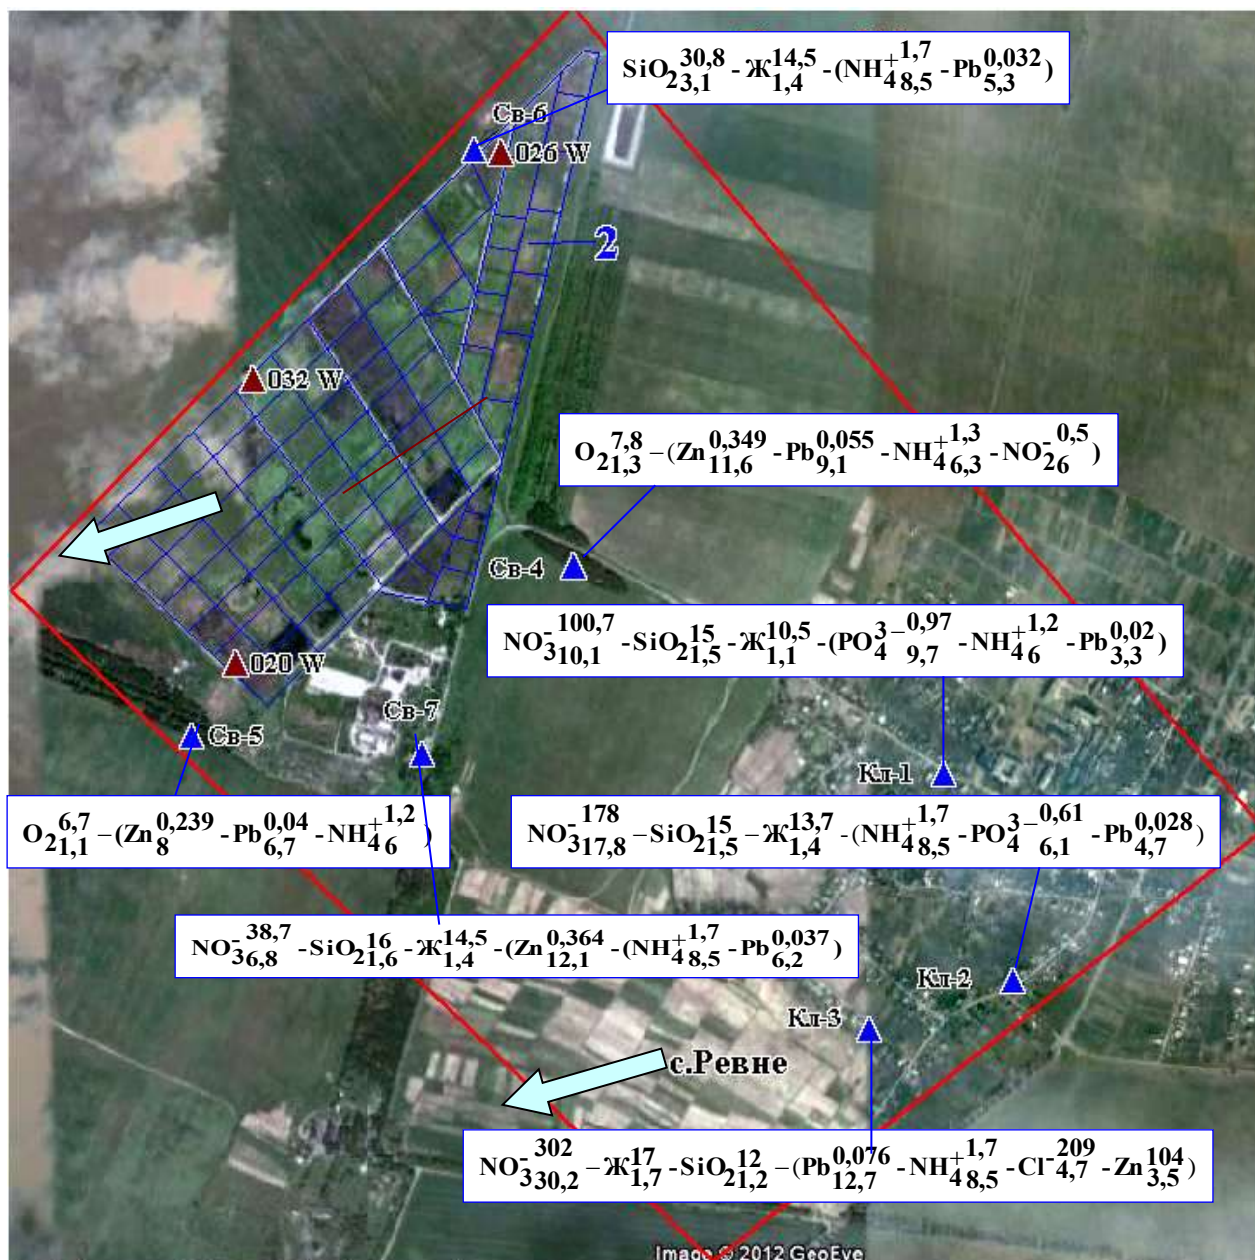 SiO₂ 30,8/3,1 - Ж 14,5/1,4 - (NH₄⁺ 1,7/8,5 - Pb 0,032/5,3)
Св-6
026 W
2
032 W
O₂ 7,8/1,3 – (Zn 0,349/11,6 - Pb 0,055/9,1 - NH₄⁺ 1,3/6,3 - NO₂⁻ 0,5/6)
Св-4
NO₃⁻ 100,7/10,1 - SiO₂ 15/1,5 - Ж 10,5/1,1 - (PO₄³⁻ 0,97/9,7 - NH₄⁺ 1,2/6 - Pb 0,02/3,3)
020 W
Св-7
Св-5
Кл-1
O₂ 6,7/1,1 – (Zn 0,239/8 - Pb 0,04/6,7 - NH₄⁺ 1,2/6)
NO₃⁻ 178/17,8 – SiO₂ 15/1,5 – Ж 13,7/1,4 - (NH₄⁺ 1,7/8,5 - PO₄³⁻ 0,61/6,1 - Pb 0,028/4,7)
NO₃⁻ 38,7/6,8 - SiO₂ 16/1,6 - Ж 14,5/1,4 - (Zn 0,364/12,1 - (NH₄⁺ 1,7/8,5 - Pb 0,037/6,2)
Кл-2
Кл-3
с.Ревне
NO₃⁻ 302/30,2 – Ж 17/1,7 - SiO₂ 12/1,2 – (Pb 0,076/12,7 - NH₄⁺ 1,7/8,5 - Cl⁻ 209/4,7 - Zn 104/3,5)
Image © 2012 GeoEye